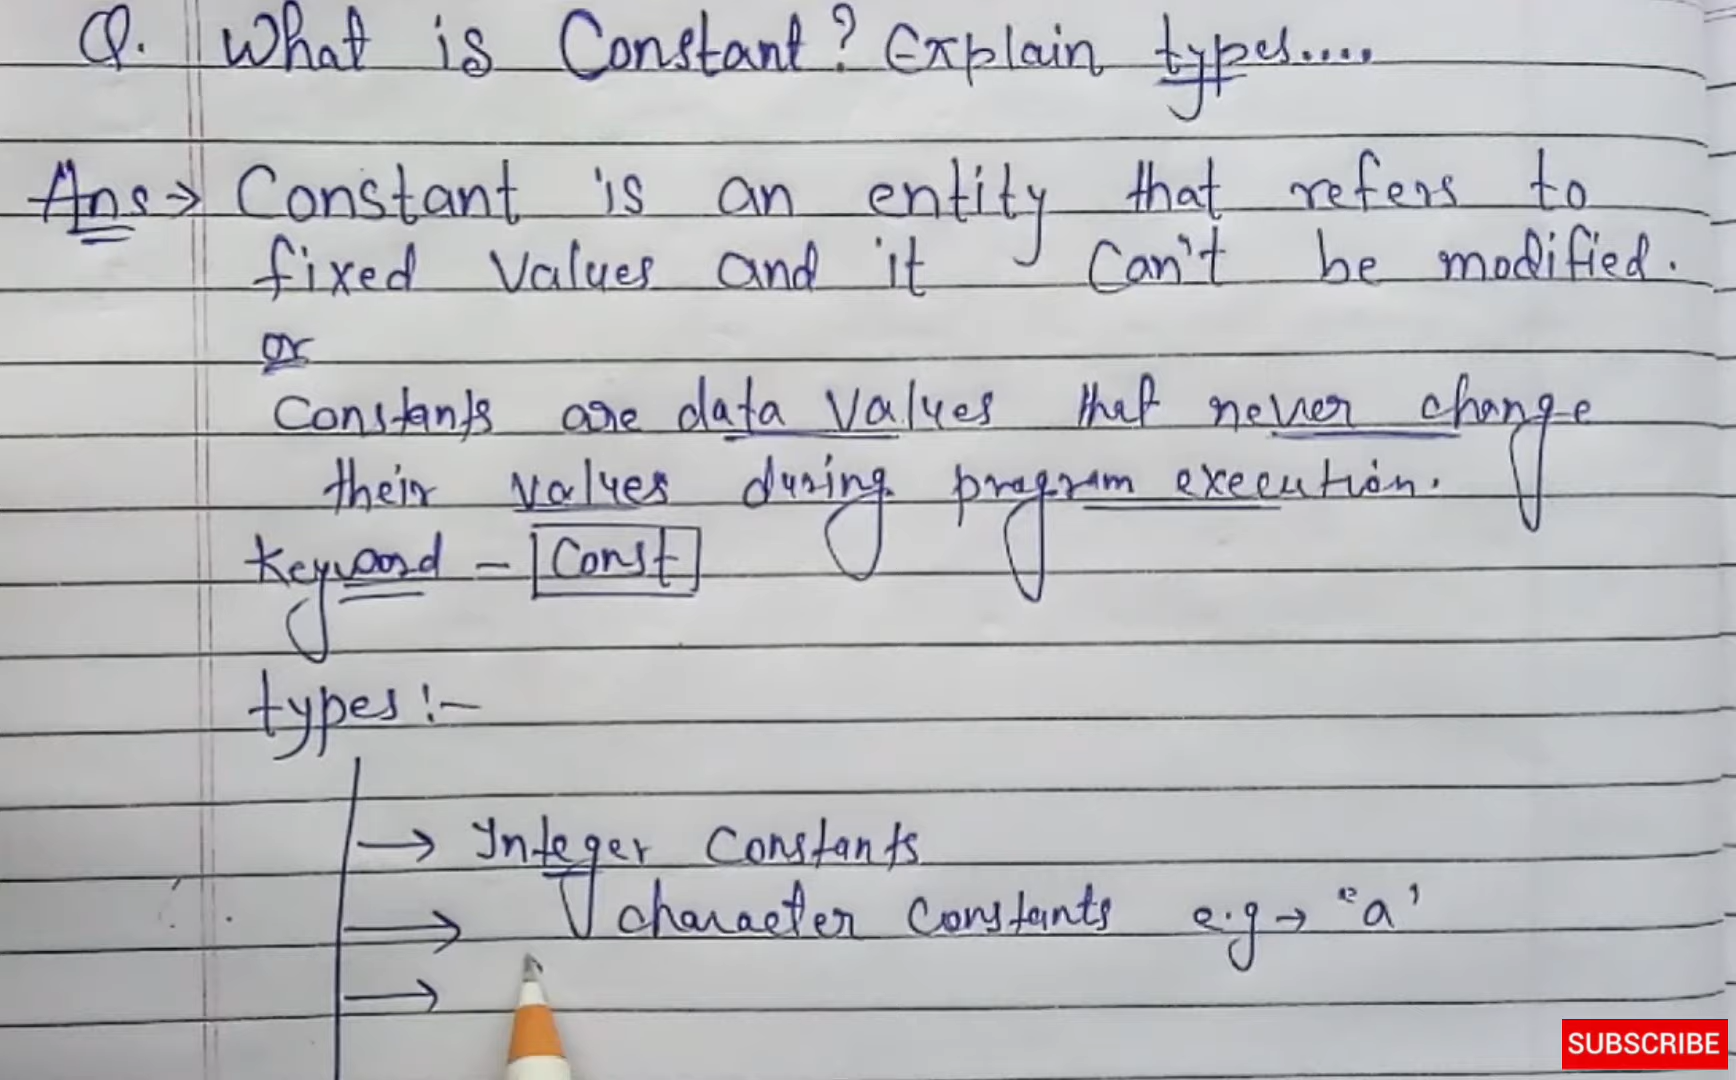 Q. What is Constant? Explain types....
Ans → Constant is an entity that refers to
fixed values and it can't be modified.
or
Constants are data values that never change
their values during program execution.
Keyword - Const
types :-
→ Integer Constants
→ character constants e.g → "a'
→
SUBSCRIBE